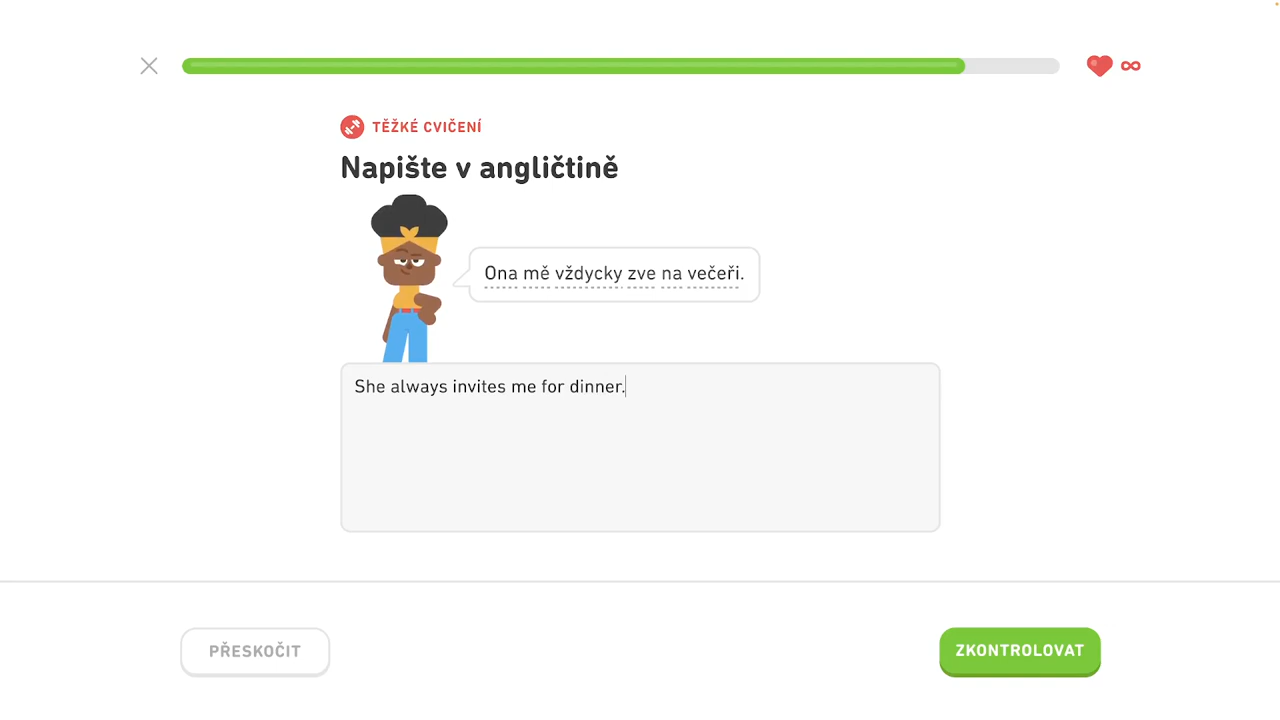 TĚŽKÉ CVIČENÍ
Napište v angličtině
Ona mě vždycky zve na večeři.
She always invites me for dinner.
PŘESKOČIT
ZKONTROLOVAT